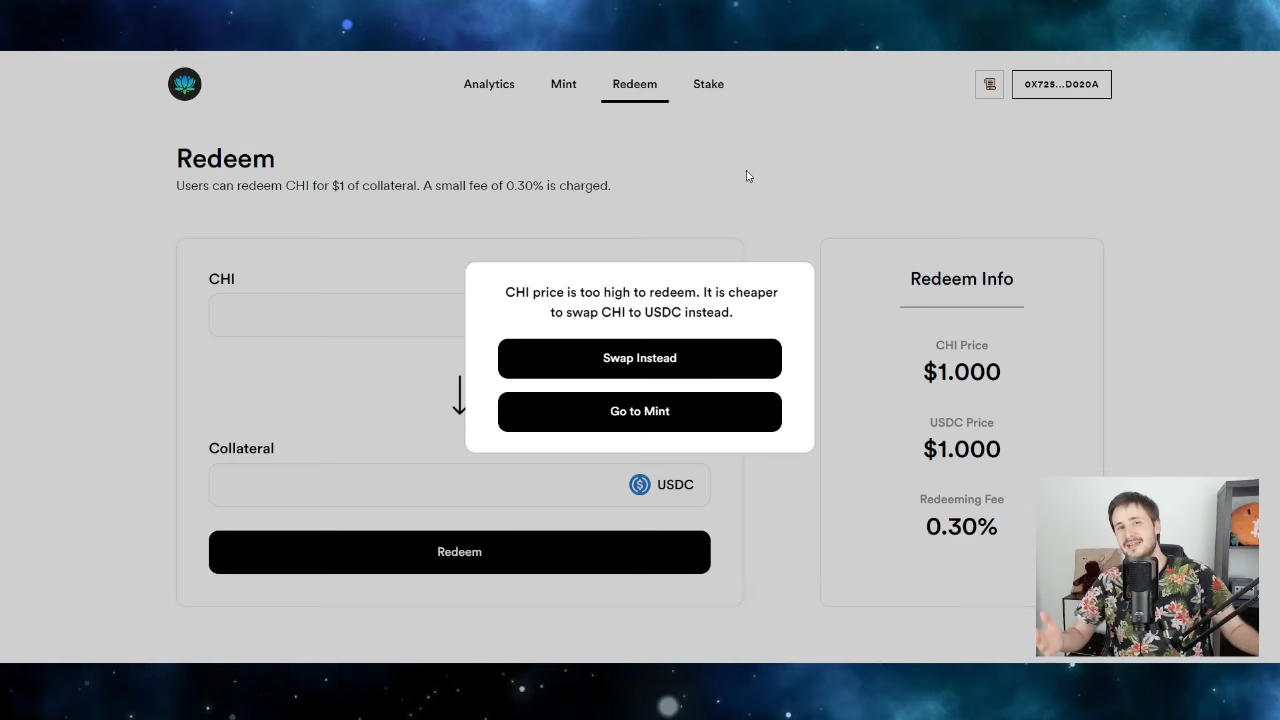 Analytics
Mint
Redeem
Stake
0X725...D020A
Redeem
Users can redeem CHI for $1 of collateral. A small fee of 0.30% is charged.
CHI
CHI price is too high to redeem. It is cheaper
to swap CHI to USDC instead.
Swap Instead
Go to Mint
Collateral
USDC
Redeem
Redeem Info
CHI Price
$1.000
USDC Price
$1.000
Redeeming Fee
0.30%